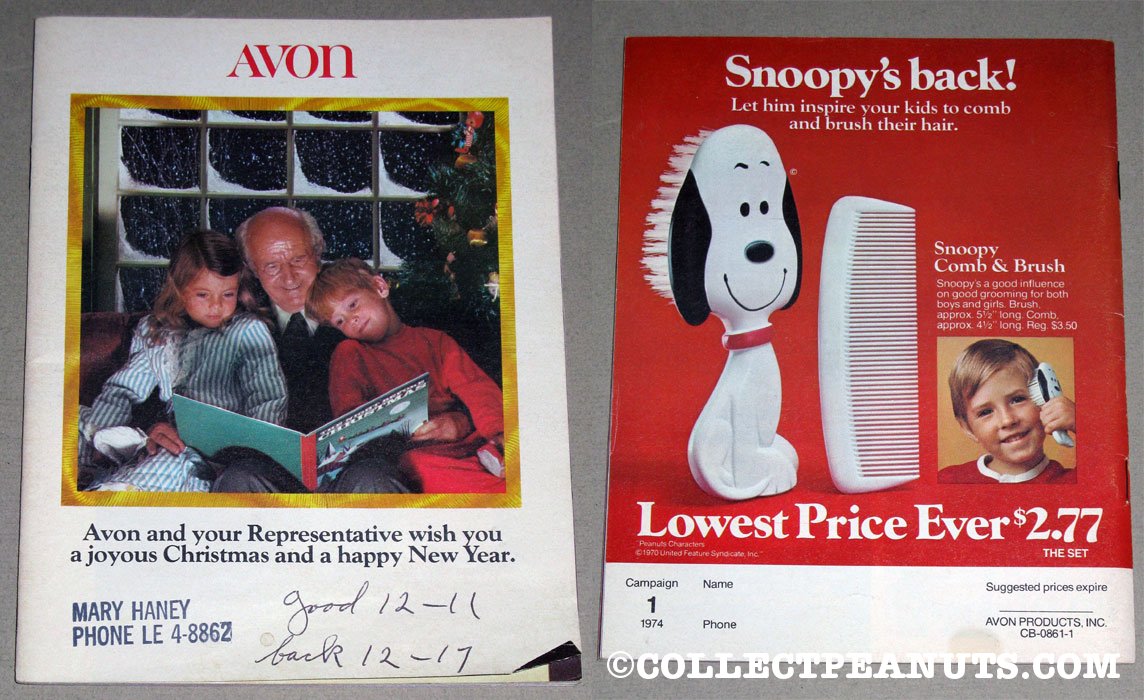 AVON
CHRISTMAS
Avon and your Representative wish you
a joyous Christmas and a happy New Year.
MARY HANEY
PHONE LE 4-8862
good 12-11
back 12-17
Snoopy's back!
Let him inspire your kids to comb
and brush their hair.
©
Snoopy
Comb & Brush
Snoopy's a good influence
on good grooming for both
boys and girls. Brush,
approx. 5½" long. Comb,
approx. 4½" long. Reg. $3.50
Lowest Price Ever $2.77
THE SET
Peanuts Characters
©1970 United Feature Syndicate, Inc.
Campaign
1
1974
Name
Phone
Suggested prices expire
AVON PRODUCTS, INC.
CB-0861-1
©COLLECTPEANUTS.COM